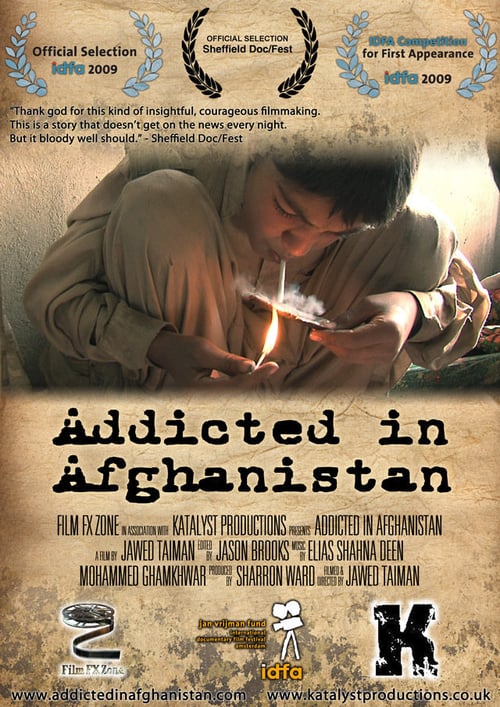 Official Selection
idfa 2009
OFFICIAL SELECTION
Sheffield Doc/Fest
IDFA Competition
for First Appearance
idfa 2009
"Thank god for this kind of insightful, courageous filmmaking.
This is a story that doesn't get on the news every night.
But it bloody well should." - Sheffield Doc/Fest
Addicted in
Afghanistan
FILM FX ZONE IN ASSOCIATION WITH KATALYST PRODUCTIONS PRESENTS ADDICTED IN AFGHANISTAN
A FILM BY JAWED TAIMAN EDITED BY JASON BROOKS MUSIC BY ELIAS SHAHNA DEEN
MOHAMMED GHAMKHWAR PRODUCED BY SHARRON WARD FILMED & DIRECTED BY JAWED TAIMAN
Film FX Zone
jan vrijman fund
international
documentary film festival
amsterdam
idfa
K
www.addictedinafghanistan.com
www.katalystproductions.co.uk